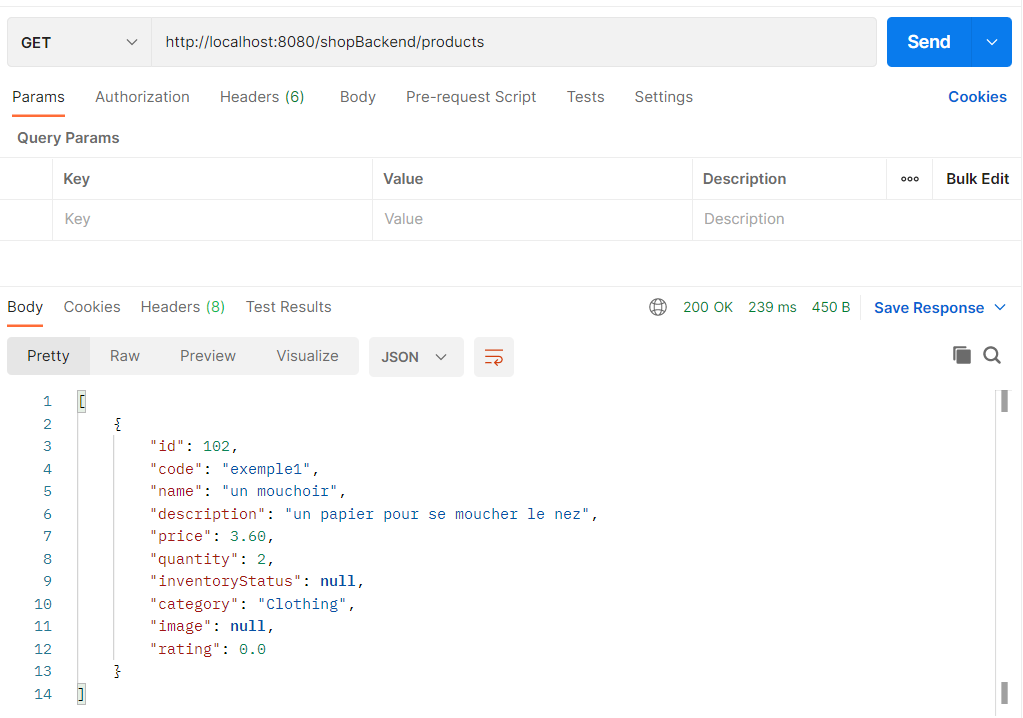 GET http://localhost:8080/shopBackend/products Send
Params Authorization Headers (6) Body Pre-request Script Tests Settings Cookies
Query Params
Key Value Description ooo Bulk Edit
Key Value Description
Body Cookies Headers (8) Test Results 200 OK 239 ms 450 B Save Response
Pretty Raw Preview Visualize JSON
1 [
2 {
3 "id": 102,
4 "code": "exemple1",
5 "name": "un mouchoir",
6 "description": "un papier pour se moucher le nez",
7 "price": 3.60,
8 "quantity": 2,
9 "inventoryStatus": null,
10 "category": "Clothing",
11 "image": null,
12 "rating": 0.0
13 }
14 ]